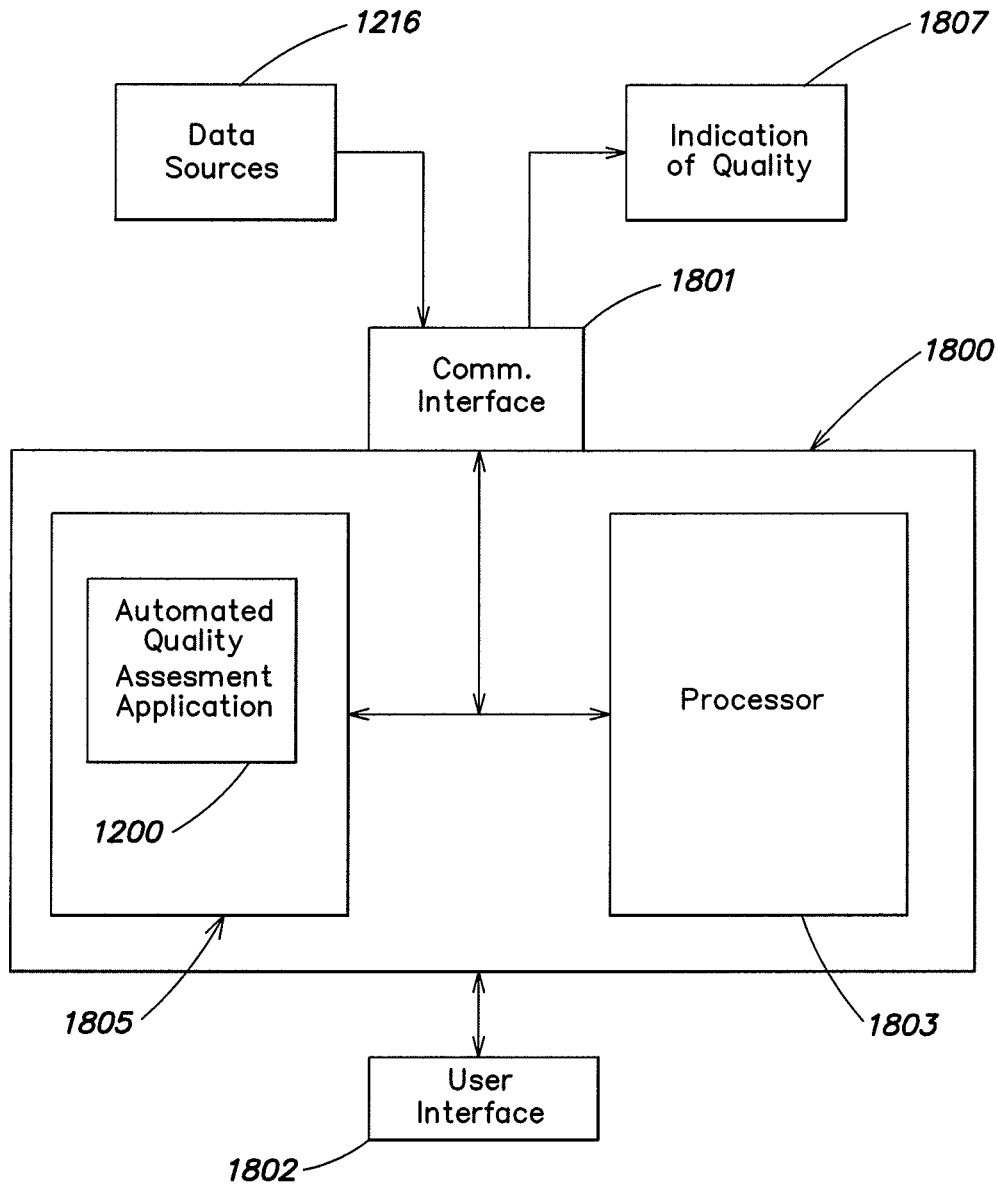 1216
1807
Data
Sources
Indication
of Quality
1801
Comm.
Interface
1800
Automated
Quality
Assesment
Application
Processor
1200
1805
1803
User
Interface
1802